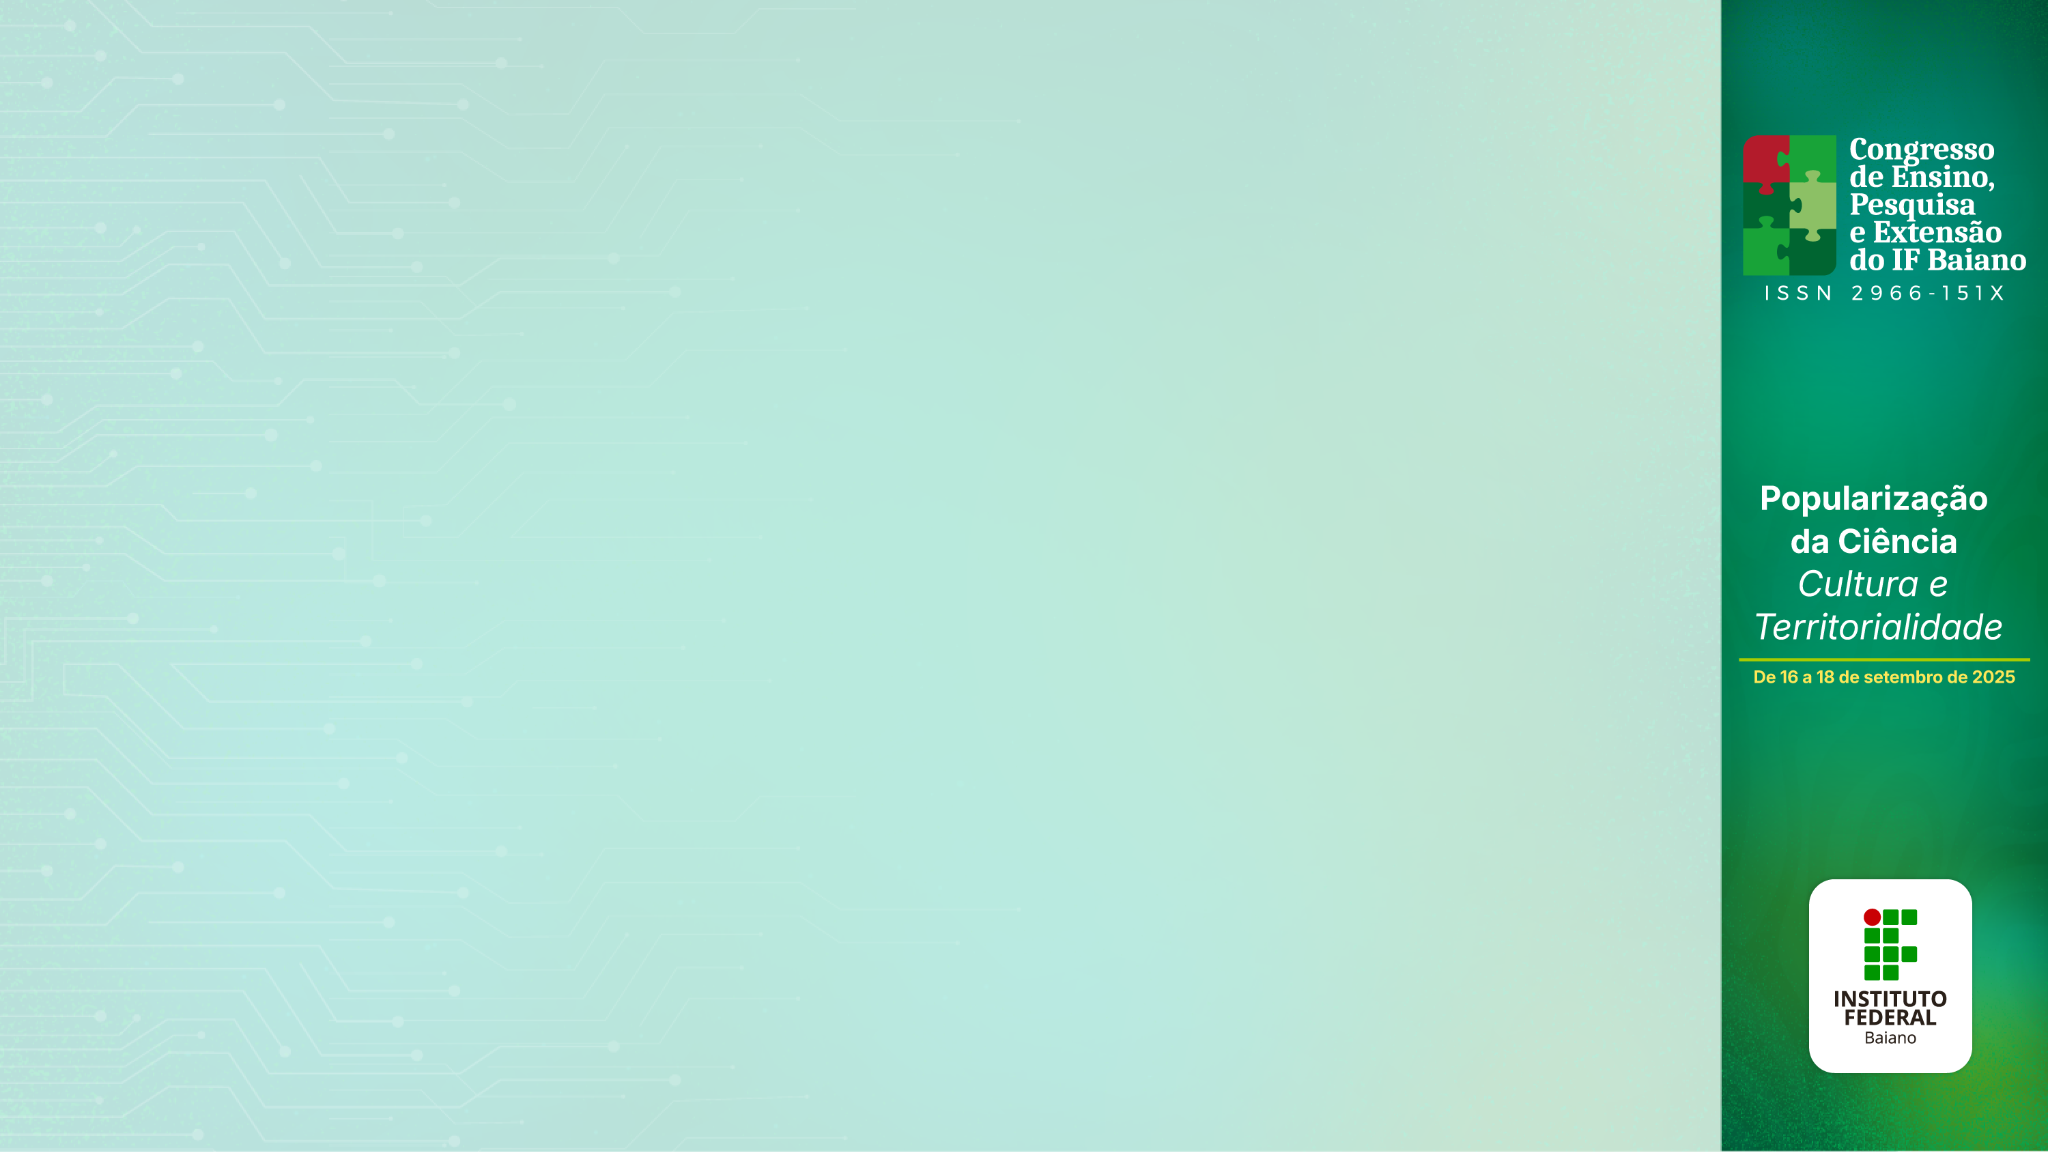 Congresso
de Ensino,
Pesquisa
e Extensão
do IF Baiano
ISSN 2966-151X
Popularização
da Ciência
Cultura e
Territorialidade
De 16 a 18 de setembro de 2025
INSTITUTO
FEDERAL
Baiano